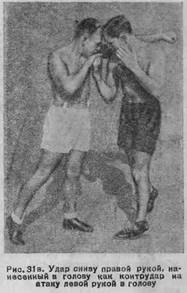 Рис. 31в. Удар снизу правой рукой, на-
несенный в голову как контрудар на
атаку левой рукой в голову